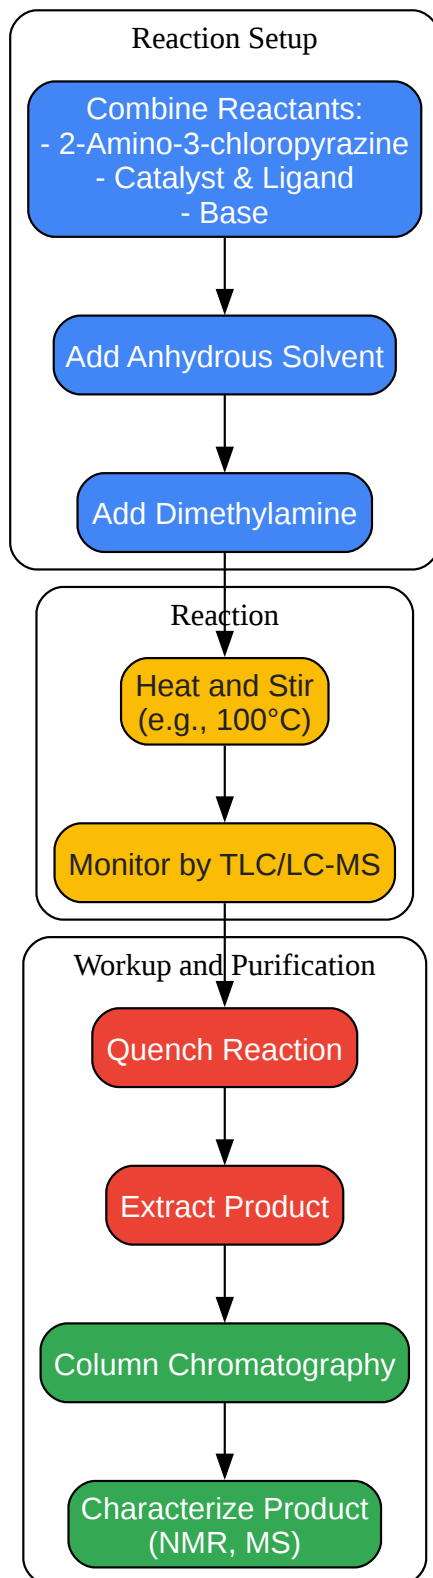 Reaction Setup
Combine Reactants:
- 2-Amino-3-chloropyrazine
- Catalyst & Ligand
- Base
Add Anhydrous Solvent
Add Dimethylamine
Reaction
Heat and Stir
(e.g., 100°C)
Monitor by TLC/LC-MS
Workup and Purification
Quench Reaction
Extract Product
Column Chromatography
Characterize Product
(NMR, MS)